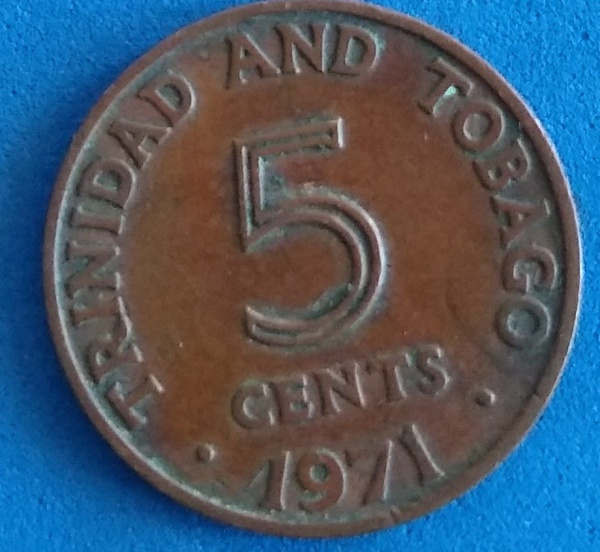 TRINIDAD AND TOBAGO
5
CENTS
1971